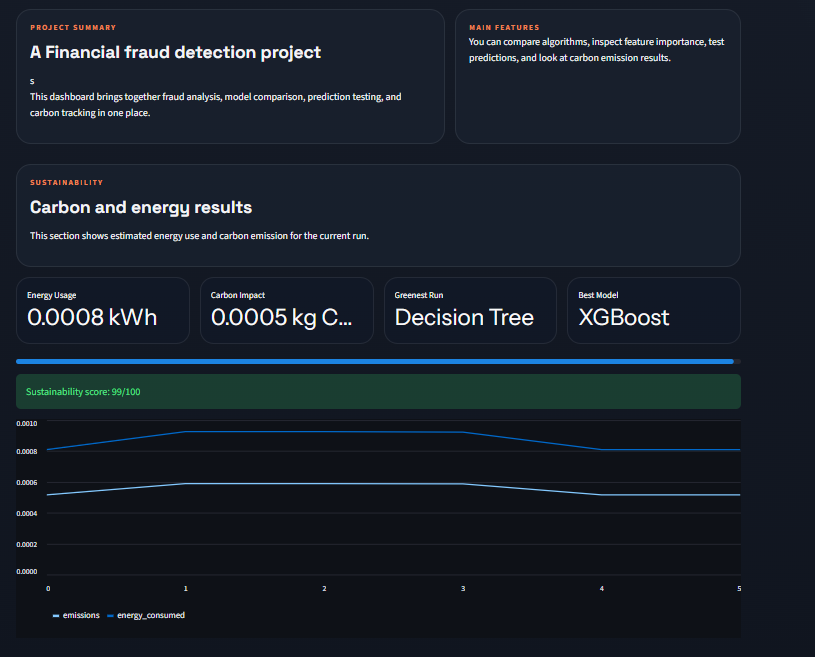 PROJECT SUMMARY
A Financial fraud detection project
s
This dashboard brings together fraud analysis, model comparison, prediction testing, and
carbon tracking in one place.
MAIN FEATURES
You can compare algorithms, inspect feature importance, test
predictions, and look at carbon emission results.
SUSTAINABILITY
Carbon and energy results
This section shows estimated energy use and carbon emission for the current run.
Energy Usage
0.0008 kWh
Carbon Impact
0.0005 kg C...
Greenest Run
Decision Tree
Best Model
XGBoost
Sustainability score: 99/100
0.0010
0.0008
0.0006
0.0004
0.0002
0.0000
0 1 2 3 4 5
emissions energy_consumed